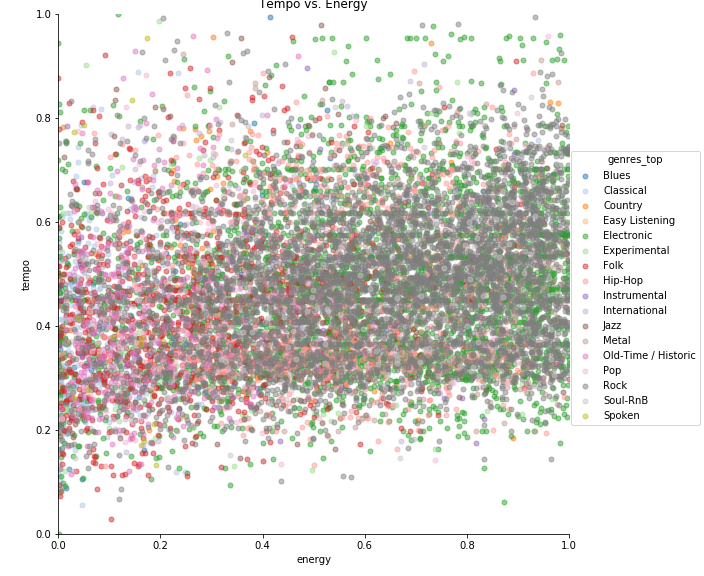 Tempo vs. Energy
1.0
0.8
0.6
0.4
0.2
0.0
tempo
0.0 0.2 0.4 0.6 0.8 1.0
energy
genres_top
Blues
Classical
Country
Easy Listening
Electronic
Experimental
Folk
Hip-Hop
Instrumental
International
Jazz
Metal
Old-Time / Historic
Pop
Rock
Soul-RnB
Spoken